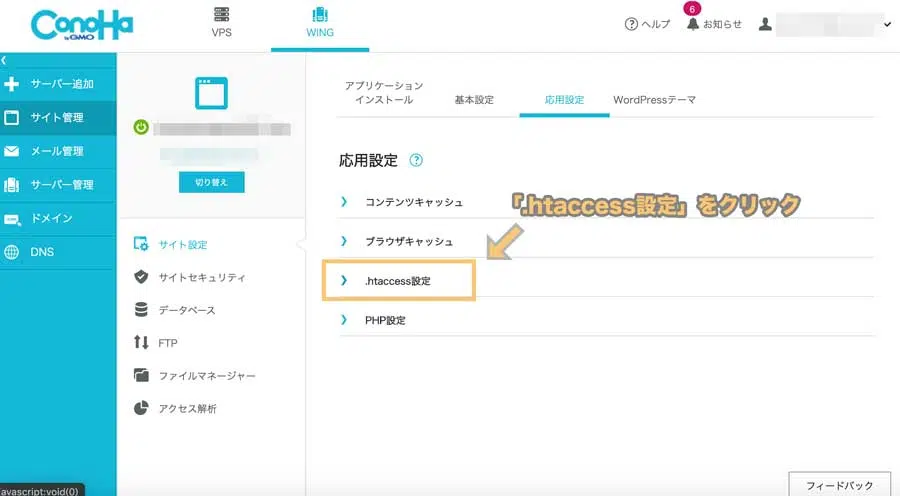 ConoHa
by GMO
VPS
WING
ヘルプ
6
お知らせ
サーバー追加
サイト管理
メール管理
サーバー管理
ドメイン
DNS
切り替え
サイト設定
サイトセキュリティ
データベース
FTP
ファイルマネージャー
アクセス解析
アプリケーション
インストール
基本設定
応用設定
WordPressテーマ
応用設定
コンテンツキャッシュ
「.htaccess設定」をクリック
ブラウザキャッシュ
.htaccess設定
PHP設定
javascript:void(0)
フィードバック